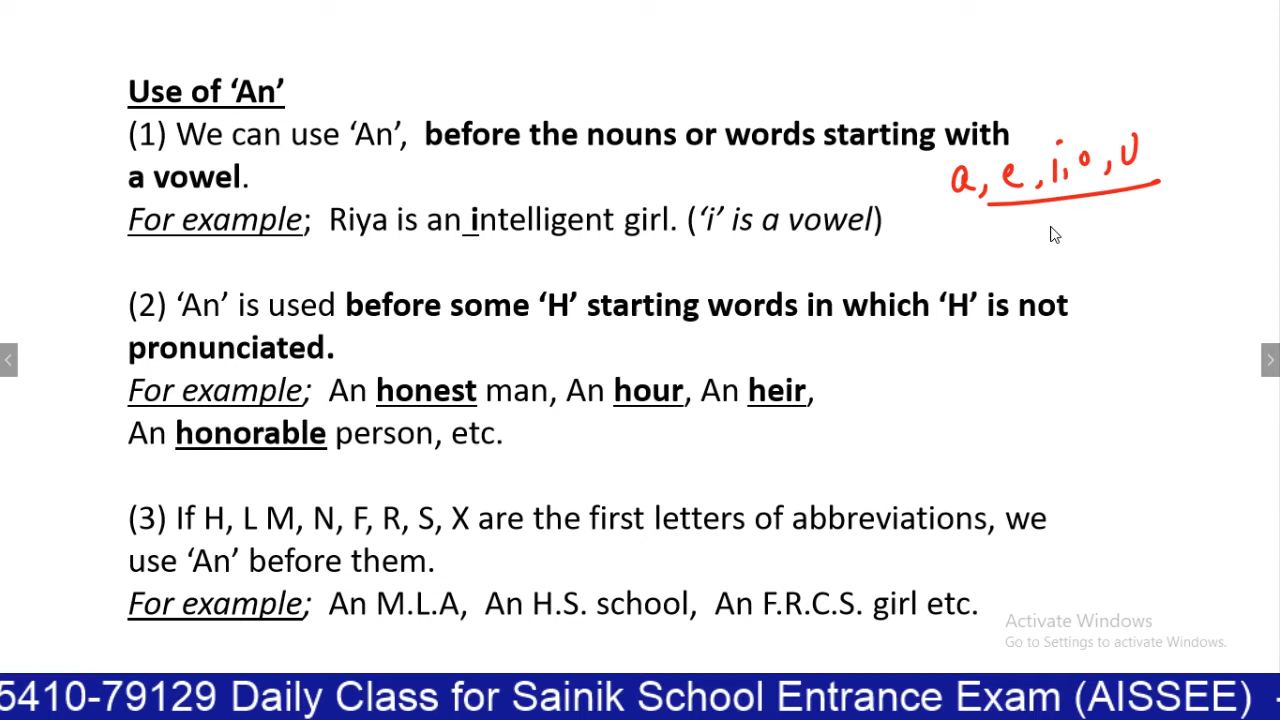 Use of ‘An’
(1) We can use ‘An’, before the nouns or words starting with
a vowel.
a, e, i, o, U
For example; Riya is an intelligent girl. (‘i’ is a vowel)
(2) ‘An’ is used before some ‘H’ starting words in which ‘H’ is not
pronunciated.
For example; An honest man, An hour, An heir,
An honorable person, etc.
(3) If H, L M, N, F, R, S, X are the first letters of abbreviations, we
use ‘An’ before them.
For example; An M.L.A, An H.S. school, An F.R.C.S. girl etc.
Activate Windows
Go to Settings to activate Windows.
5410-79129 Daily Class for Sainik School Entrance Exam (AISSEE)